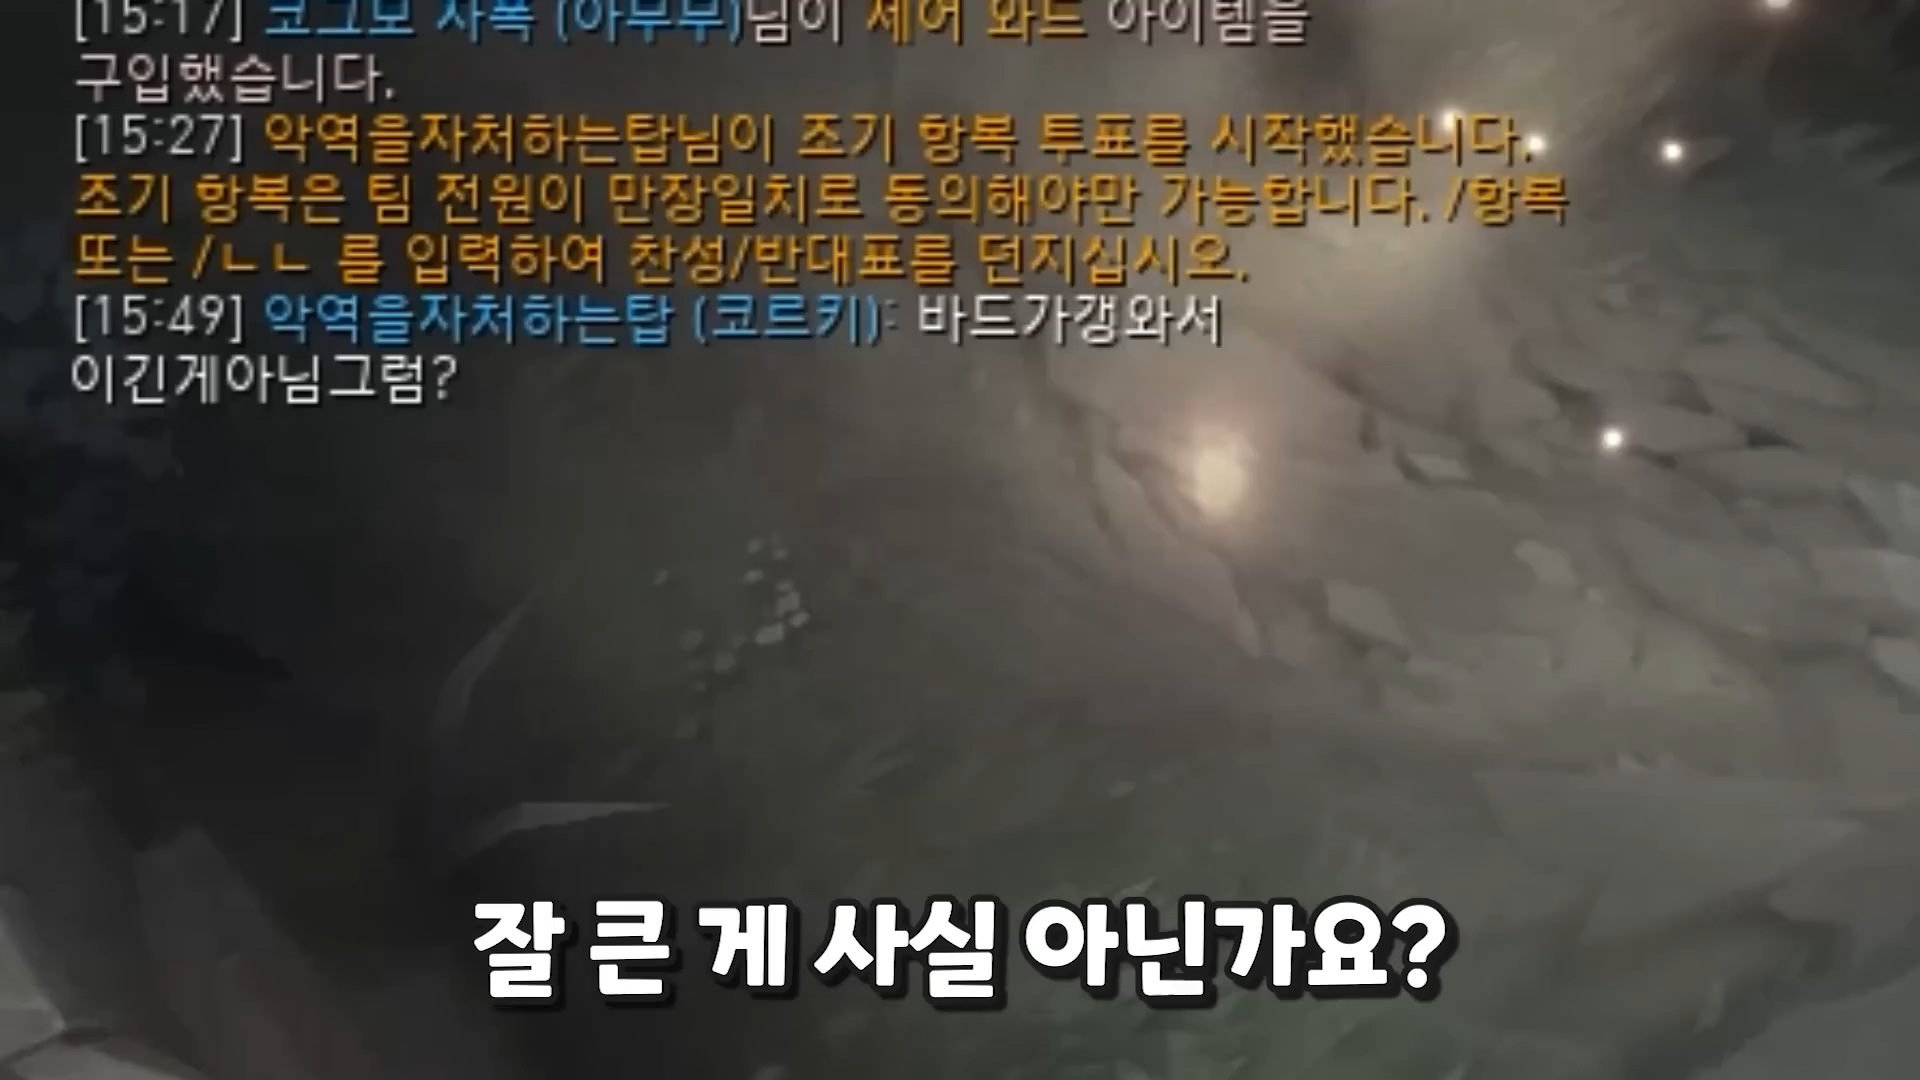 [15:17] 코그모 자폭 (아무무)님이 제어 와드 아이템을
구입했습니다.
[15:27] 악역을자처하는탑님이 조기 항복 투표를 시작했습니다.
조기 항복은 팀 전원이 만장일치로 동의해야만 가능합니다. /항복
또는 /ㄴㄴ 를 입력하여 찬성/반대표를 던지십시오.
[15:49] 악역을자처하는탑 (코르키): 바드가갱와서
이긴게아님그럼?
잘 큰 게 사실 아닌가요?